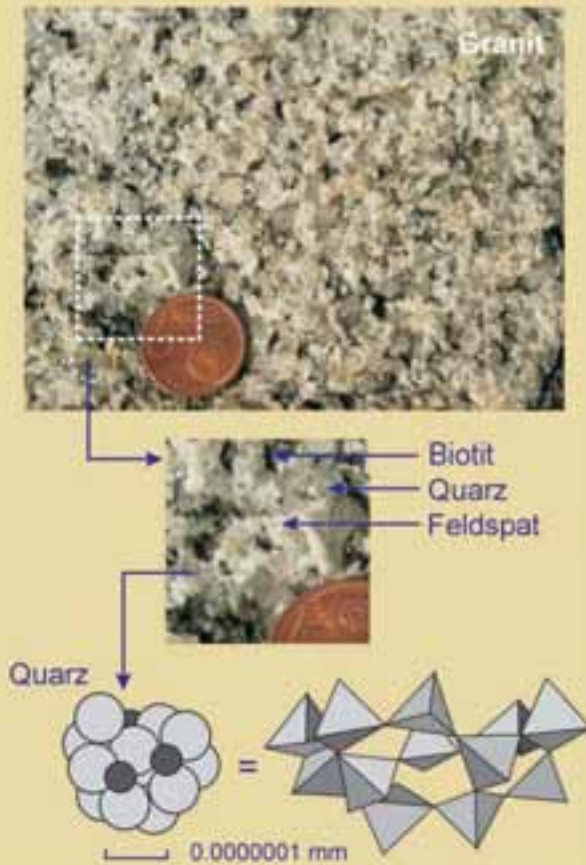 Granit
Biotit
Quarz
Feldspat
Quarz
=
0.0000001 mm